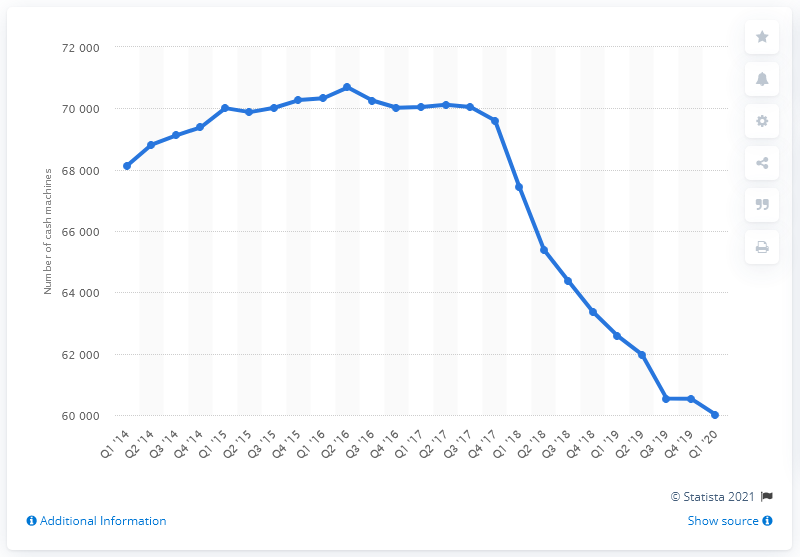 72 000
70 000
68 000
66 000
64 000
62 000
60 000
Number of cash machines
Q1 '14
Q2 '14
Q3 '14
Q4 '14
Q1 '15
Q2 '15
Q3 '15
Q4 '15
Q1 '16
Q2 '16
Q3 '16
Q4 '16
Q1 '17
Q2 '17
Q3 '17
Q4 '17
Q1 '18
Q2 '18
Q3 '18
Q4 '18
Q1 '19
Q2 '19
Q3 '19
Q4 '19
Q1 '20
© Statista 2021
Additional Information
Show source